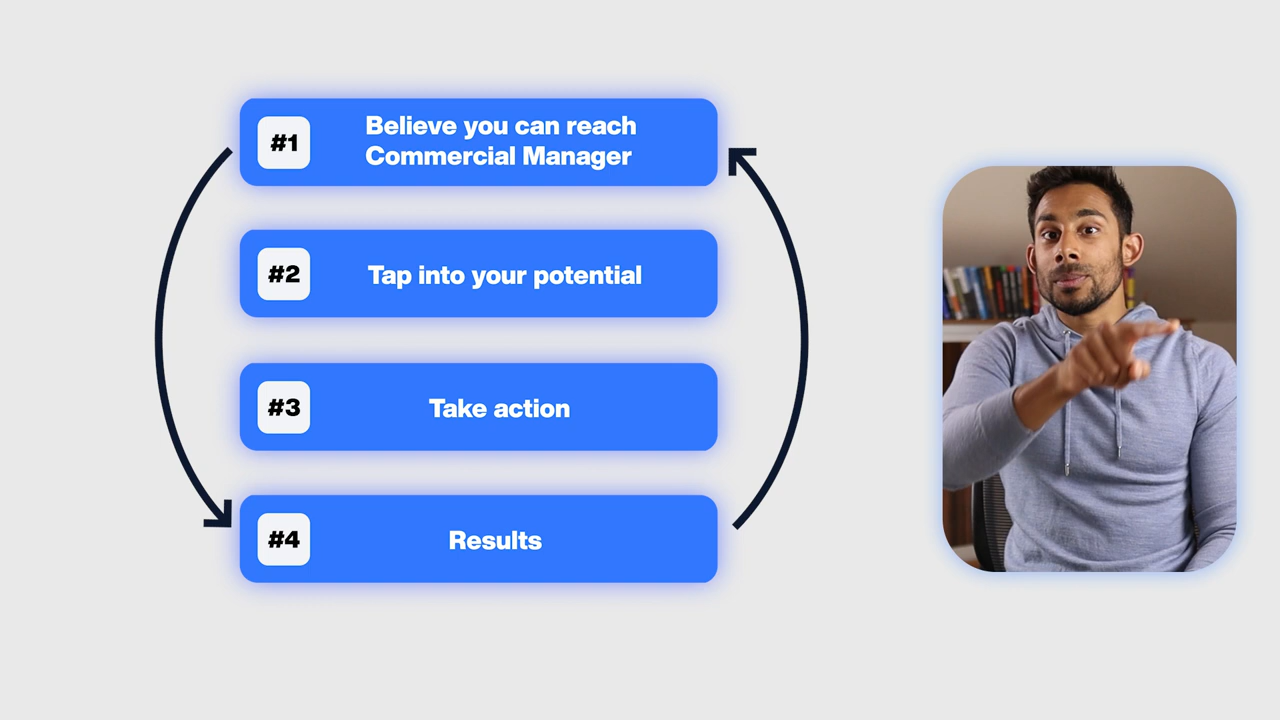 #1
Believe you can reach
Commercial Manager
#2
Tap into your potential
#3
Take action
#4
Results